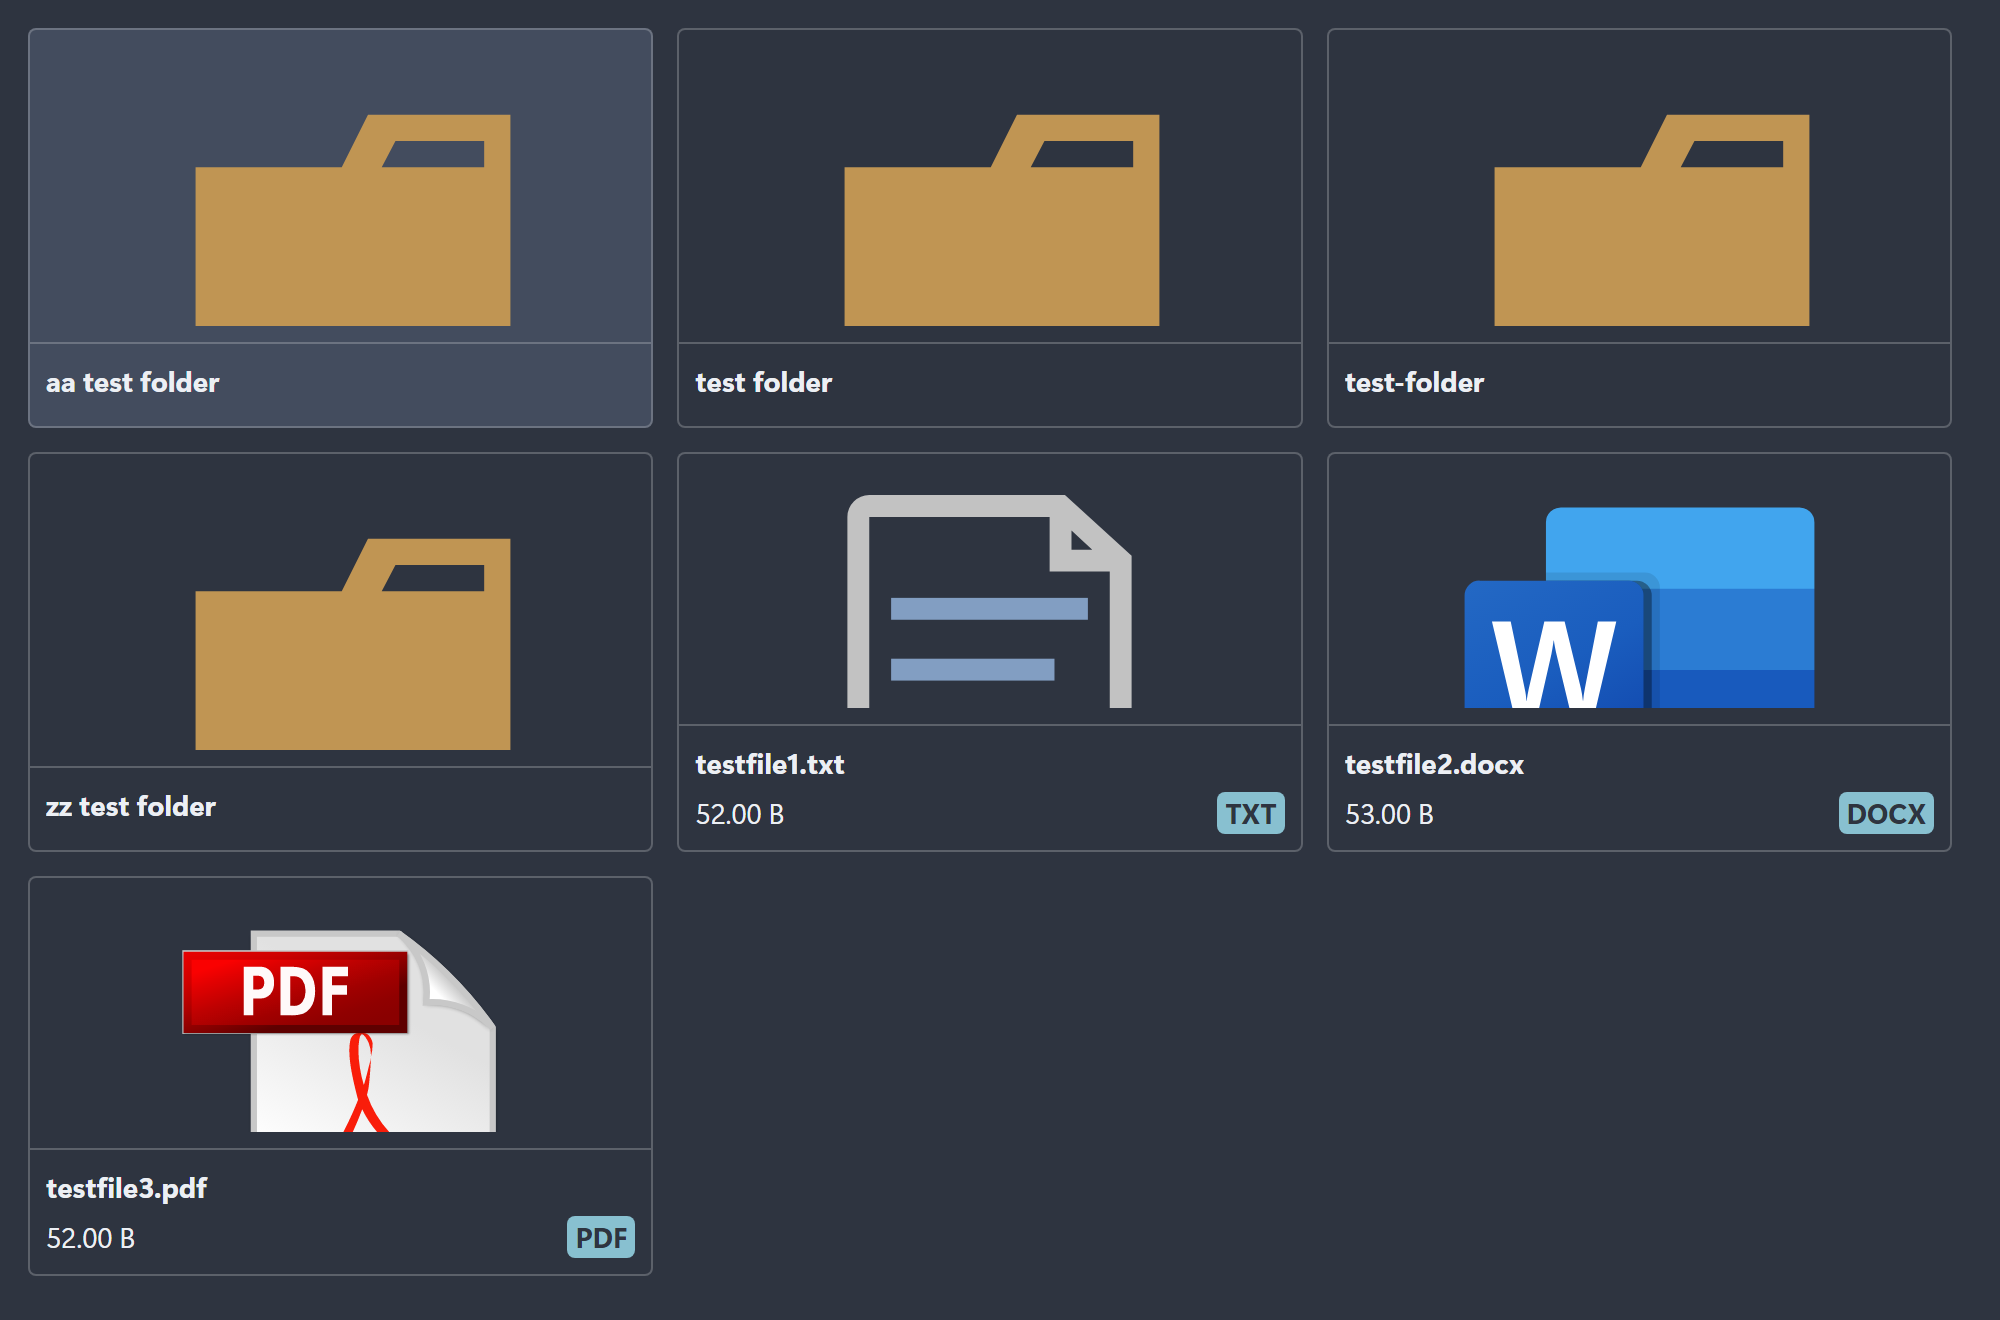 aa test folder
test folder
test-folder
zz test folder
testfile1.txt
52.00 B
TXT
W
testfile2.docx
53.00 B
DOCX
PDF
testfile3.pdf
52.00 B
PDF